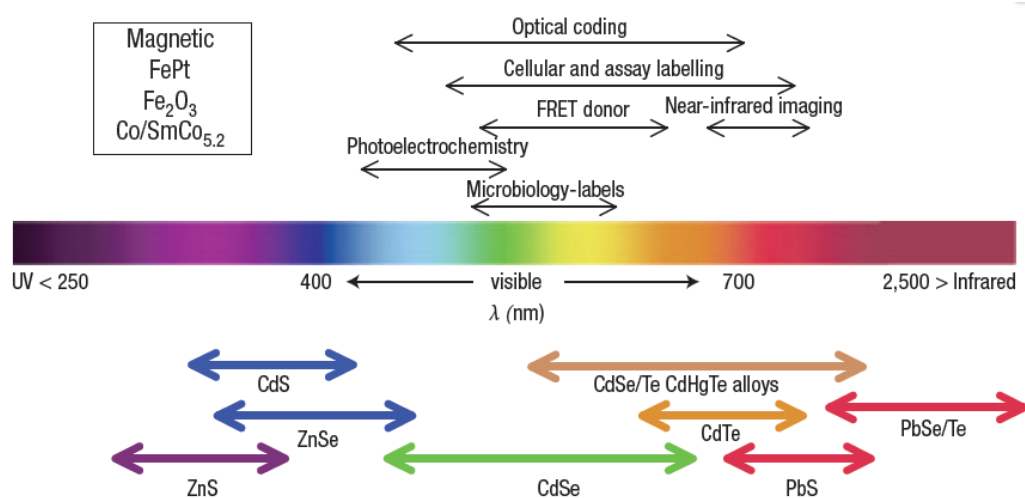 Magnetic
FePt
Fe₂O₃
Co/SmCo₅.₂
Optical coding
Cellular and assay labelling
FRET donor
Near-infrared imaging
Photoelectrochemistry
Microbiology-labels
UV < 250
400
visible
700
2,500 > Infrared
λ (nm)
CdS
CdSe/Te CdHgTe alloys
ZnSe
CdTe
PbSe/Te
ZnS
CdSe
PbS